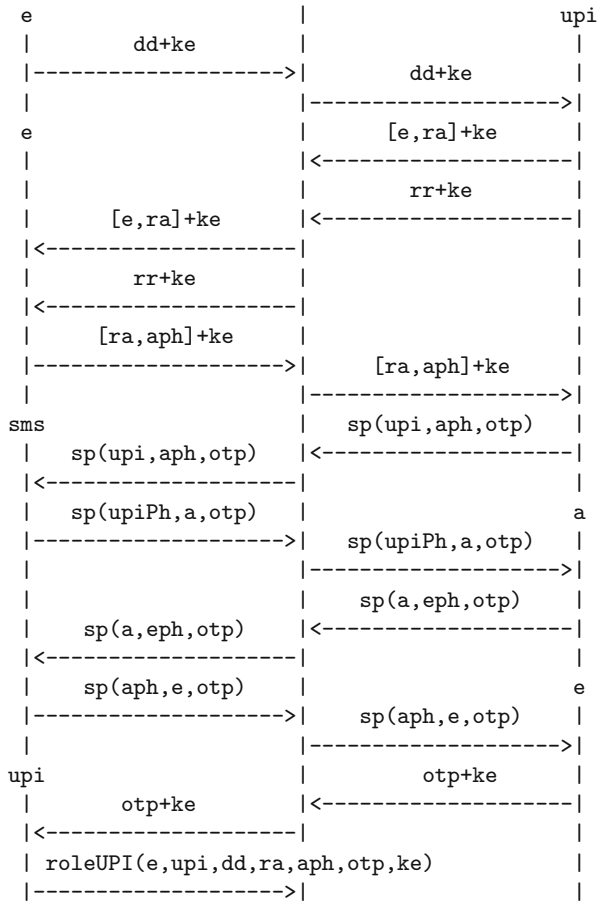 e                        |                        upi
 |         dd+ke         |                         |
 |---------------------->|          dd+ke          |
 |                       |----------------------->|
e                        |        [e,ra]+ke        |
 |                       |<-----------------------|
 |                       |          rr+ke          |
 |       [e,ra]+ke       |<-----------------------|
 |<----------------------|                         |
 |         rr+ke         |                         |
 |<----------------------|                         |
 |      [ra,aph]+ke      |                         |
 |---------------------->|       [ra,aph]+ke       |
 |                       |----------------------->|
sms                      |    sp(upi,aph,otp)      |
 |    sp(upi,aph,otp)    |<-----------------------|
 |<----------------------|                         |
 |    sp(upiPh,a,otp)    |                         a
 |---------------------->|    sp(upiPh,a,otp)      |
 |                       |----------------------->|
 |                       |     sp(a,eph,otp)       |
 |     sp(a,eph,otp)     |<-----------------------|
 |<----------------------|                         |
 |     sp(aph,e,otp)     |                         e
 |---------------------->|     sp(aph,e,otp)       |
 |                       |----------------------->|
upi                      |         otp+ke          |
 |        otp+ke         |<-----------------------|
 |<----------------------|                         |
 | roleUPI(e,upi,dd,ra,aph,otp,ke)                 |
 |---------------------->|                         |